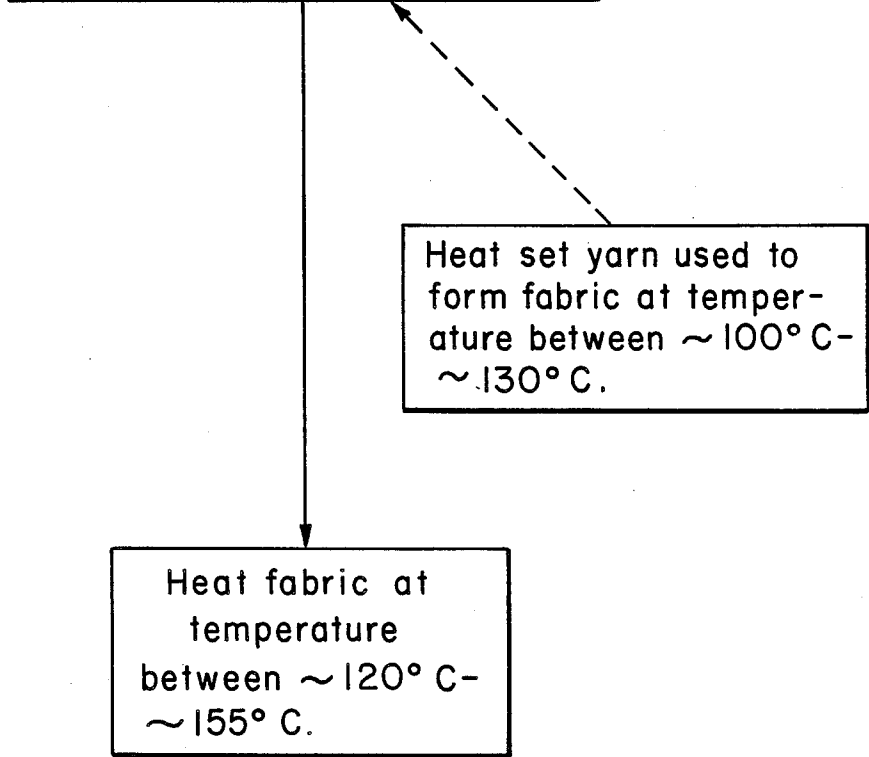 Heat set yarn used to
form fabric at temper-
ature between ~100° C-
~130° C.
Heat fabric at
temperature
between ~120° C-
~155° C.